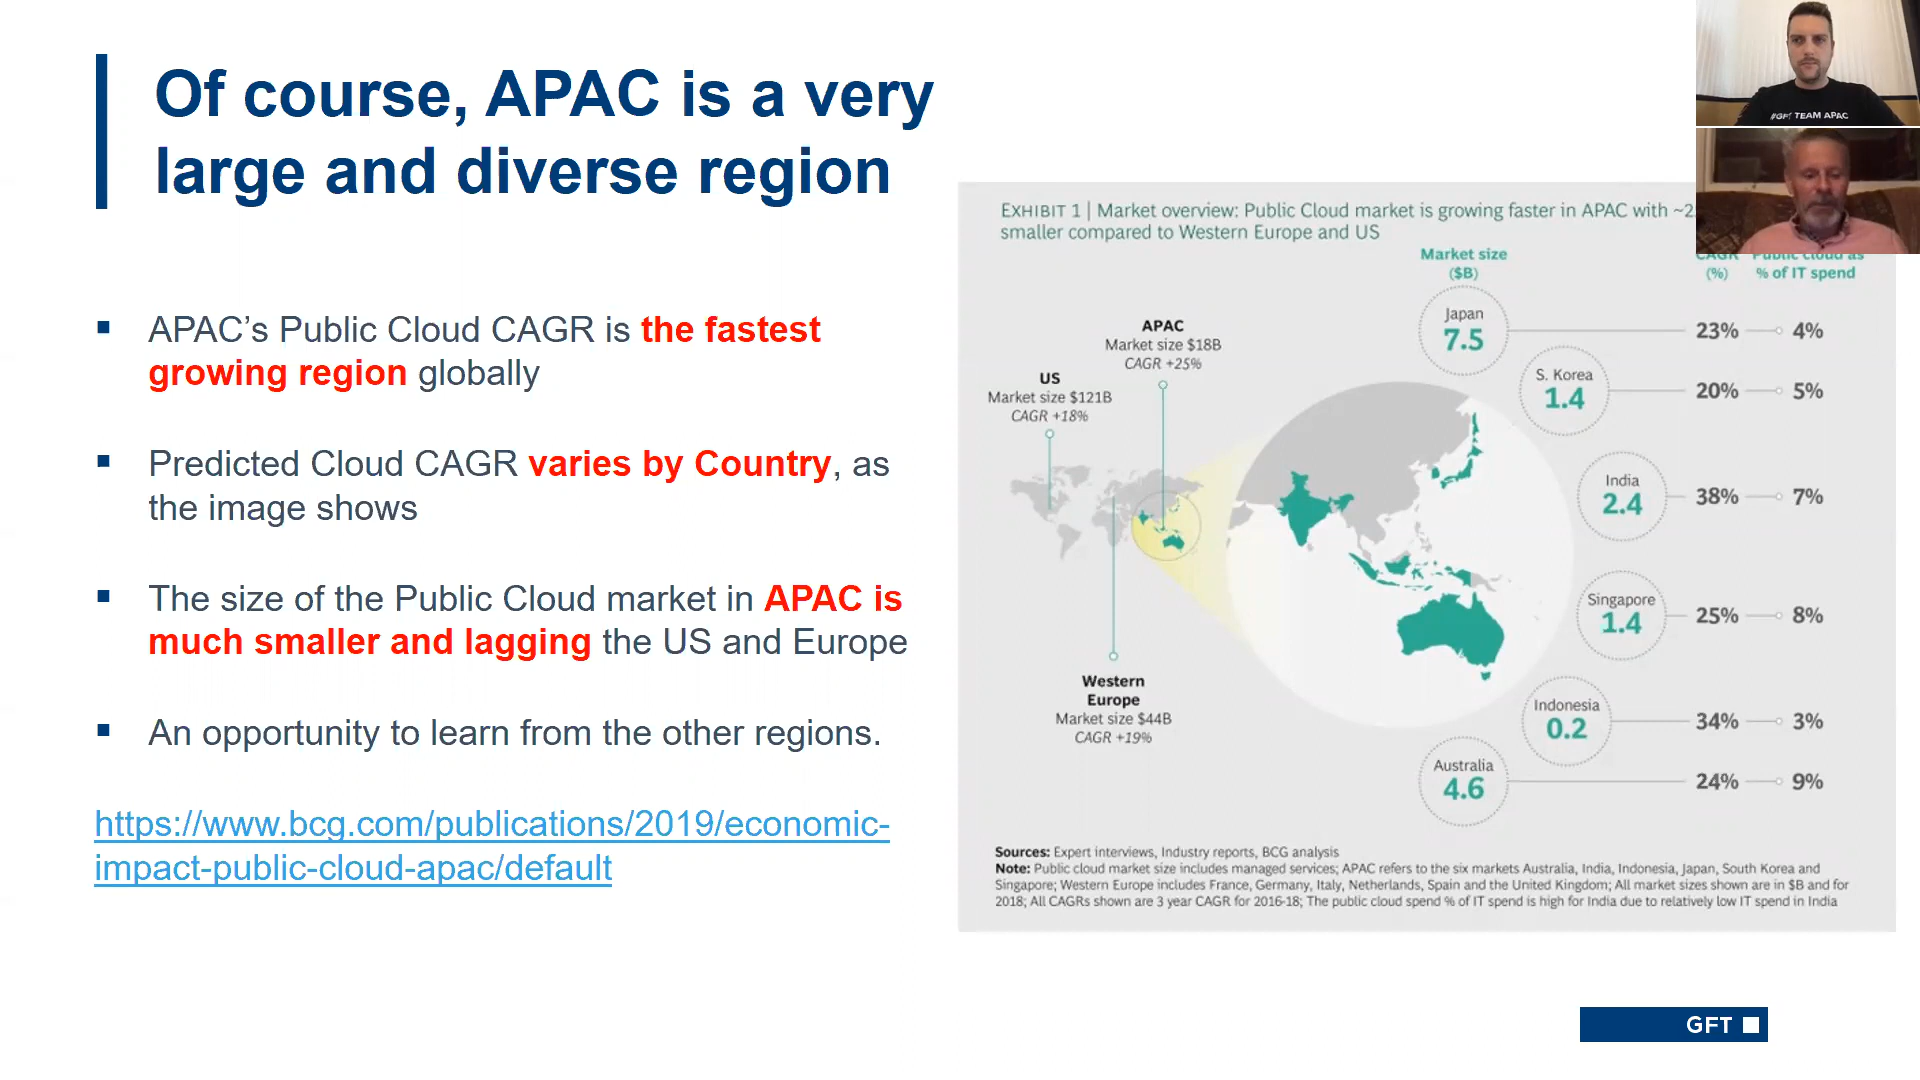 Of course, APAC is a very
large and diverse region
▪ APAC’s Public Cloud CAGR is the fastest
growing region globally
▪ Predicted Cloud CAGR varies by Country, as
the image shows
▪ The size of the Public Cloud market in APAC is
much smaller and lagging the US and Europe
▪ An opportunity to learn from the other regions.
https://www.bcg.com/publications/2019/economic-
impact-public-cloud-apac/default
EXHIBIT 1 | Market overview: Public Cloud market is growing faster in APAC with
smaller compared to Western Europe and US
Market size
($B)
CAGR
(%)
Public cloud as
% of IT spend
US
Market size $121B
CAGR +18%
APAC
Market size $18B
CAGR +25%
Western
Europe
Market size $44B
CAGR +19%
Japan
7.5
23% 4%
S. Korea
1.4
20% 5%
India
2.4
38% 7%
Singapore
1.4
25% 8%
Indonesia
0.2
34% 3%
Australia
4.6
24% 9%
Sources: Expert interviews, Industry reports, BCG analysis
Note: Public cloud market size includes managed services; APAC refers to the six markets Australia, India, Indonesia, Japan, South Korea and
Singapore; Western Europe includes France, Germany, Italy, Netherlands, Spain and the United Kingdom; All market sizes shown are in $B and for
2018; All CAGRs shown are 3 year CAGR for 2016-18; The public cloud spend % of IT spend is high for India due to relatively low IT spend in India
#GFT TEAM APAC
GFT